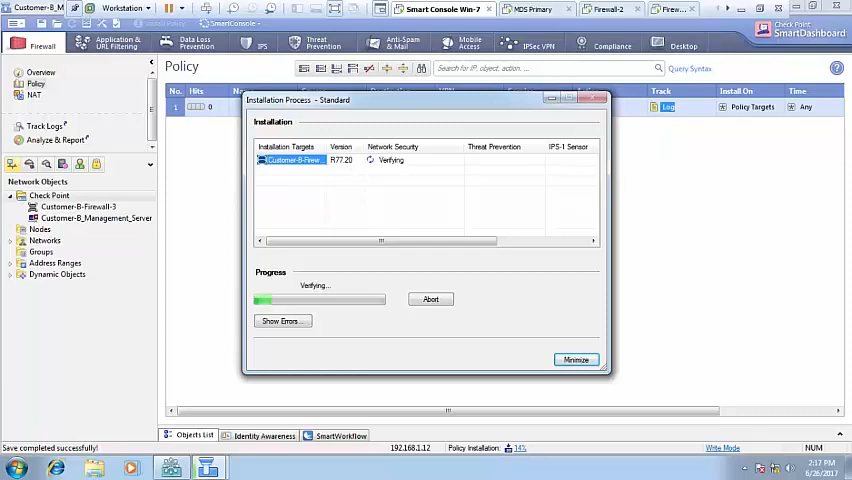 Customer-B_M
Workstation
Smart Console Win-7
MDS Primary
Firewall-2
Firew...
Install Policy
SmartConsole
Check Point
SmartDashboard
Firewall
Application &
URL Filtering
Data Loss
Prevention
IPS
Threat
Prevention
Anti-Spam
& Mail
Mobile
Access
IPSec VPN
Compliance
Desktop
Overview
Policy
NAT
Track Logs
Analyze & Report
Network Objects
Check Point
Customer-B-Firewall-3
Customer-B_Management_Server
Nodes
Networks
Groups
Address Ranges
Dynamic Objects
Policy
Search for IP, object, action, ...
Query Syntax
No. Hits Track Install On Time
1 0 Log Policy Targets Any
Installation Process - Standard
Installation
Installation Targets Version Network Security Threat Prevention IPS-1 Sensor
Customer-B-Firew... R77.20 Verifying
Progress
Verifying...
Abort
Show Errors...
Minimize
Objects List
Identity Awareness
SmartWorkflow
Save completed successfully!
192.168.1.12
Policy Installation: 14%
Write Mode
NUM
2:17 PM
6/26/2017